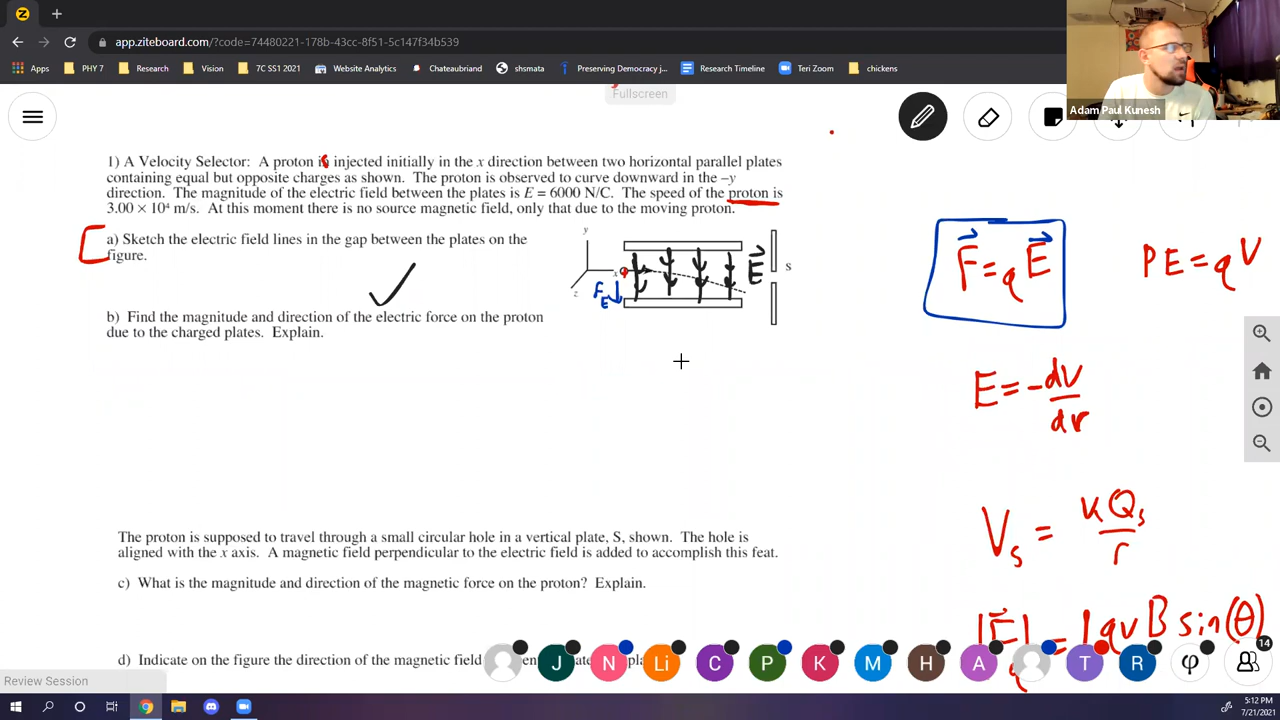 app.ziteboard.com/?code=74480221-178b-43cc-8f51-5c147f34b539
Apps
PHY 7
Research
Vision
7C SS1 2021
Website Analytics
Chateaubriand...
shsmata
Preserving democrac...
Research Timeline
Teri Zoom
chickens
Fullscreen
Adam Paul Kunesh
1) A Velocity Selector: A proton is injected initially in the x direction between two horizontal parallel plates
containing equal but opposite charges as shown. The proton is observed to curve downward in the –y
direction. The magnitude of the electric field between the plates is E = 6000 N/C. The speed of the proton is
3.00 × 10⁴ m/s. At this moment there is no source magnetic field, only that due to the moving proton.
a) Sketch the electric field lines in the gap between the plates on the
figure.
b) Find the magnitude and direction of the electric force on the proton
due to the charged plates. Explain.
y
x
z
F_E
E
S
F = qE
PE = qV
E = -dV/dr
V_s = kQ_s/r
The proton is supposed to travel through a small circular hole in a vertical plate, S, shown. The hole is
aligned with the x axis. A magnetic field perpendicular to the electric field is added to accomplish this feat.
c) What is the magnitude and direction of the magnetic force on the proton? Explain.
|F| = |qvB sin(θ)
d) Indicate on the figure the direction of the magnetic field
J
N
Li
C
P
K
M
H
A
T
R
φ
14
Review Session
5:12 PM
7/21/2021